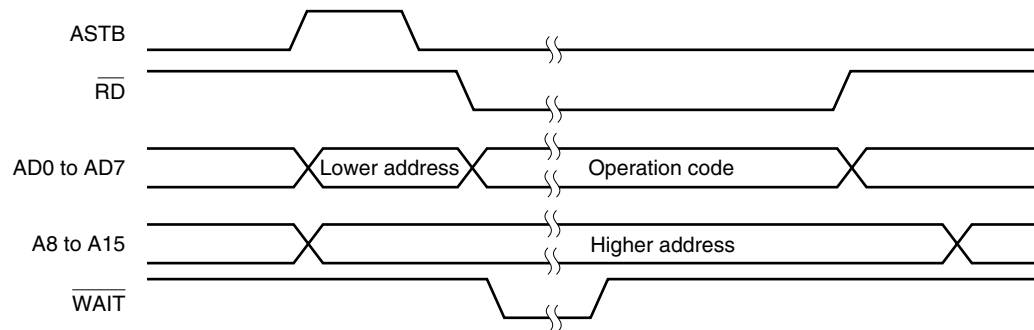 ASTB
RD
AD0 to AD7 Lower address Operation code
A8 to A15 Higher address
WAIT